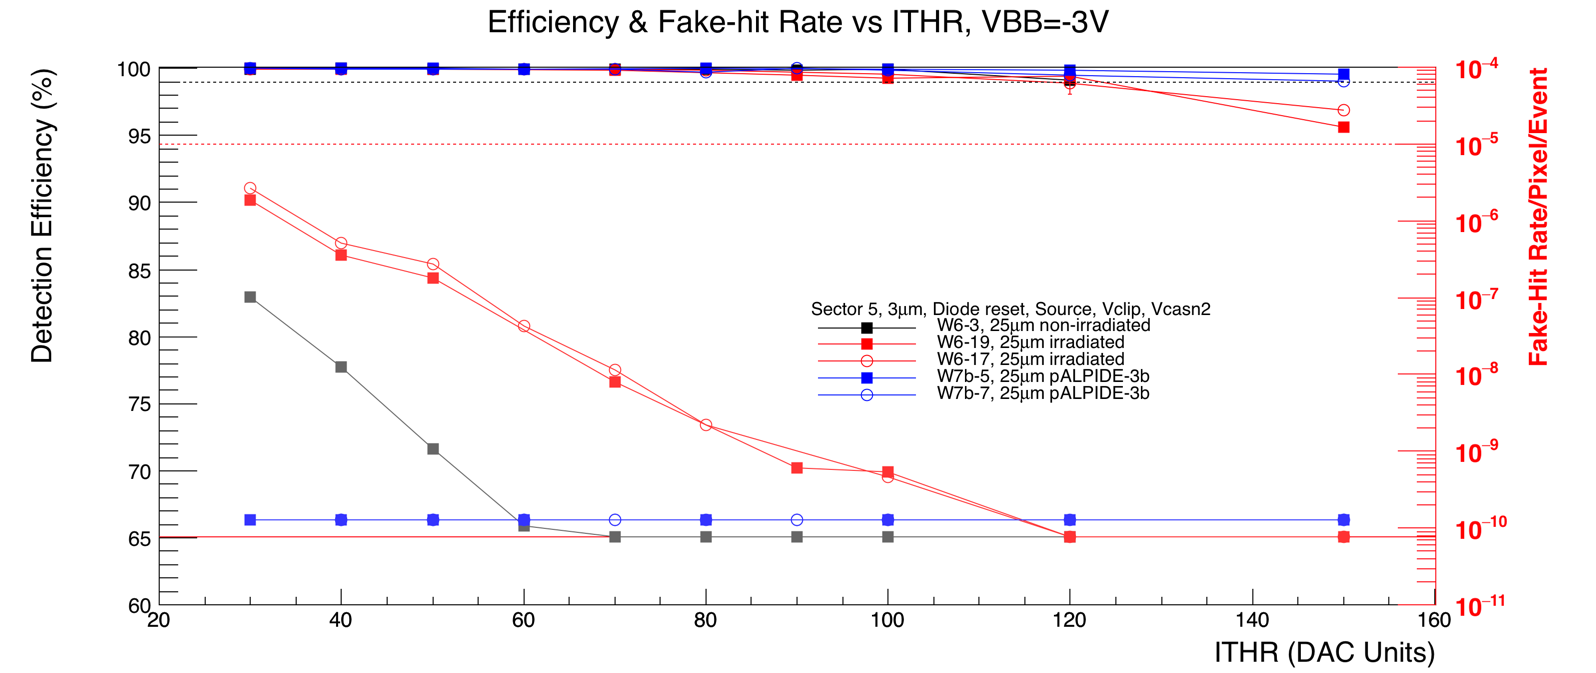 Efficiency & Fake-hit Rate vs ITHR, VBB=-3V
Detection Efficiency (%)
100
95
90
85
80
75
70
65
60
20
40
60
80
100
120
140
160
ITHR (DAC Units)
Sector 5, 3μm, Diode reset, Source, Vclip, Vcasn2
W6-3, 25μm non-irradiated
W6-19, 25μm irradiated
W6-17, 25μm irradiated
W7b-5, 25μm pALPIDE-3b
W7b-7, 25μm pALPIDE-3b
10⁻⁴
10⁻⁵
10⁻⁶
10⁻⁷
10⁻⁸
10⁻⁹
10⁻¹⁰
10⁻¹¹
Fake-Hit Rate/Pixel/Event